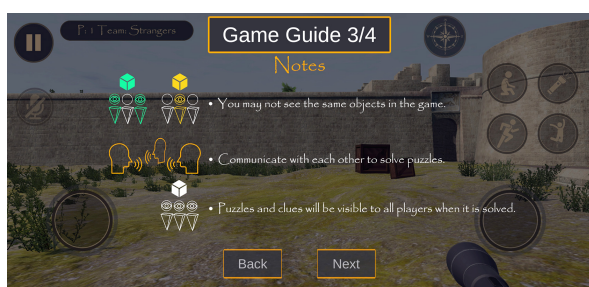 P: 1 Team: Strangers
Game Guide 3/4
Notes
• You may not see the same objects in the game.
• Communicate with each other to solve puzzles.
• Puzzles and clues will be visible to all players when it is solved.
Back
Next